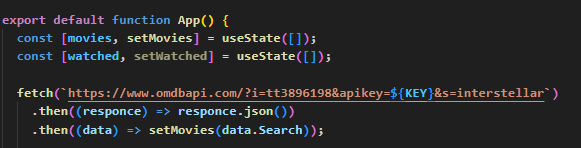 export default function App() {
const [movies, setMovies] = useState([]);
const [watched, setWatched] = useState([]);
fetch(`https://www.omdbapi.com/?i=tt3896198&apikey=${KEY}&s=interstellar`)
.then((responce) => responce.json())
.then((data) => setMovies(data.Search));